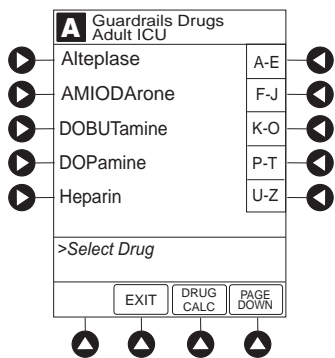 A Guardrails Drugs
Adult ICU
Alteplase A-E
AMIODArone F-J
DOBUTamine K-O
DOPamine P-T
Heparin U-Z
>Select Drug
EXIT DRUG CALC PAGE DOWN